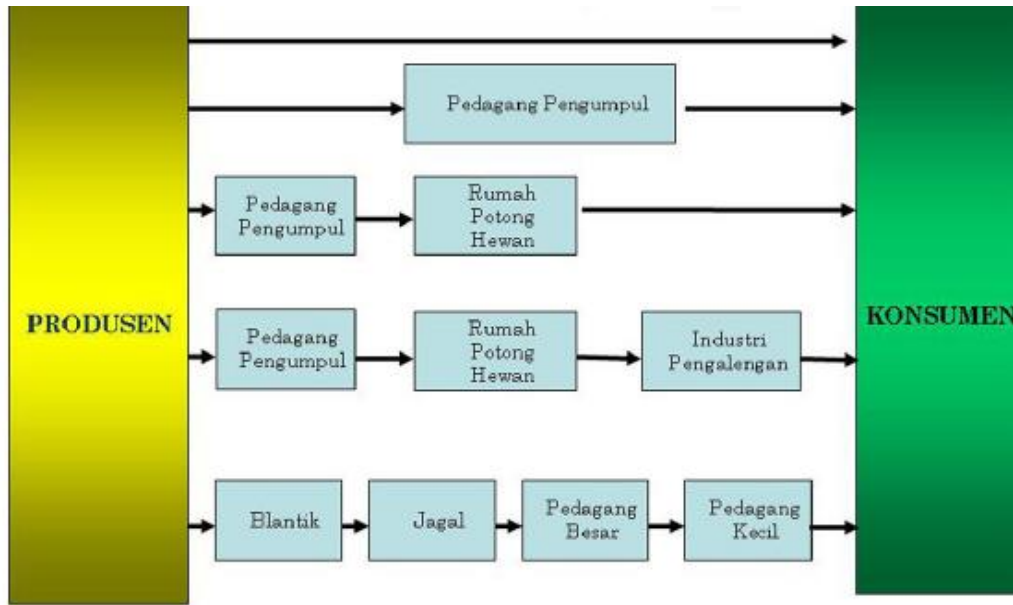 PRODUSEN
Pedagang Pengumpul
Pedagang
Pengumpul
Rumah
Potong
Hewan
Pedagang
Pengumpul
Rumah
Potong
Hewan
Industri
Pengalengan
Blantik
Jagal
Pedagang
Besar
Pedagang
Kecil
KONSUMEN